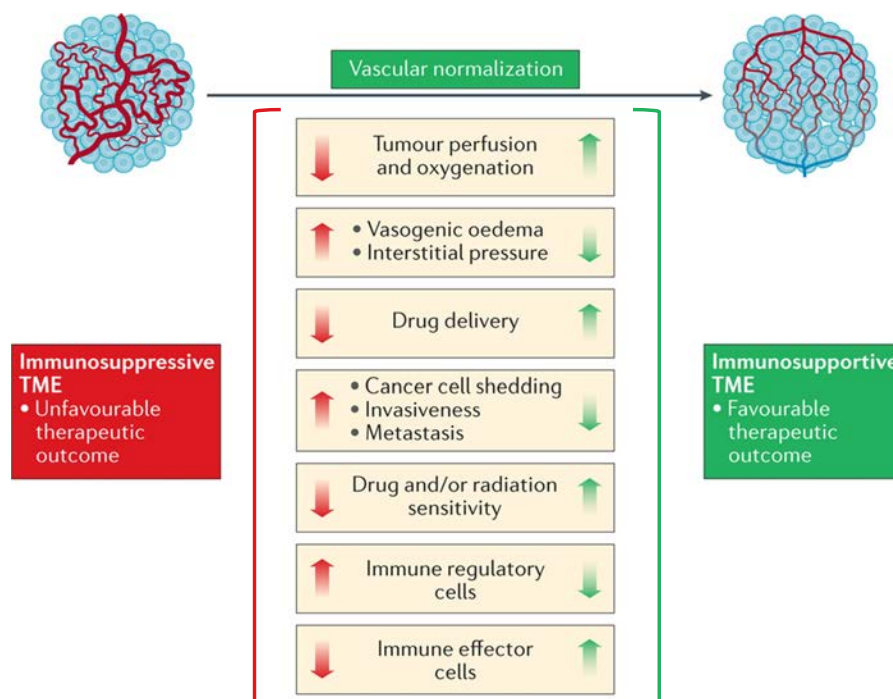 Vascular normalization
Tumour perfusion
and oxygenation
• Vasogenic oedema
• Interstitial pressure
Drug delivery
Immunosuppressive
TME
• Unfavourable
therapeutic
outcome
• Cancer cell shedding
• Invasiveness
• Metastasis
Immunosupportive
TME
• Favourable
therapeutic
outcome
Drug and/or radiation
sensitivity
Immune regulatory
cells
Immune effector
cells